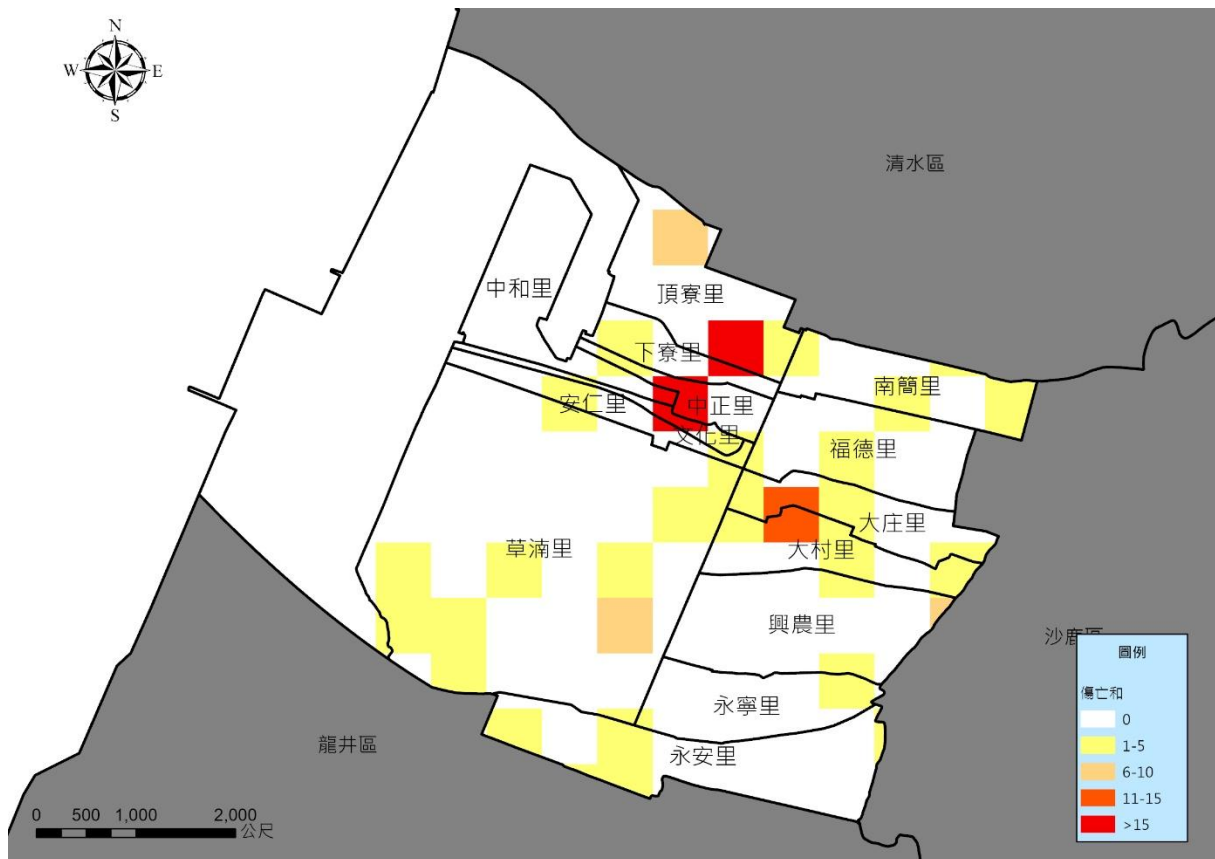 N
W
E
S
清水區
中和里
頂寮里
下寮里
南簡里
安仁里
中正里
文化里
福德里
大庄里
草湳里
大村里
興農里
沙鹿區
永寧里
龍井區
永安里
圖例
傷亡和
0
1-5
6-10
11-15
>15
0 500 1,000 2,000
公尺